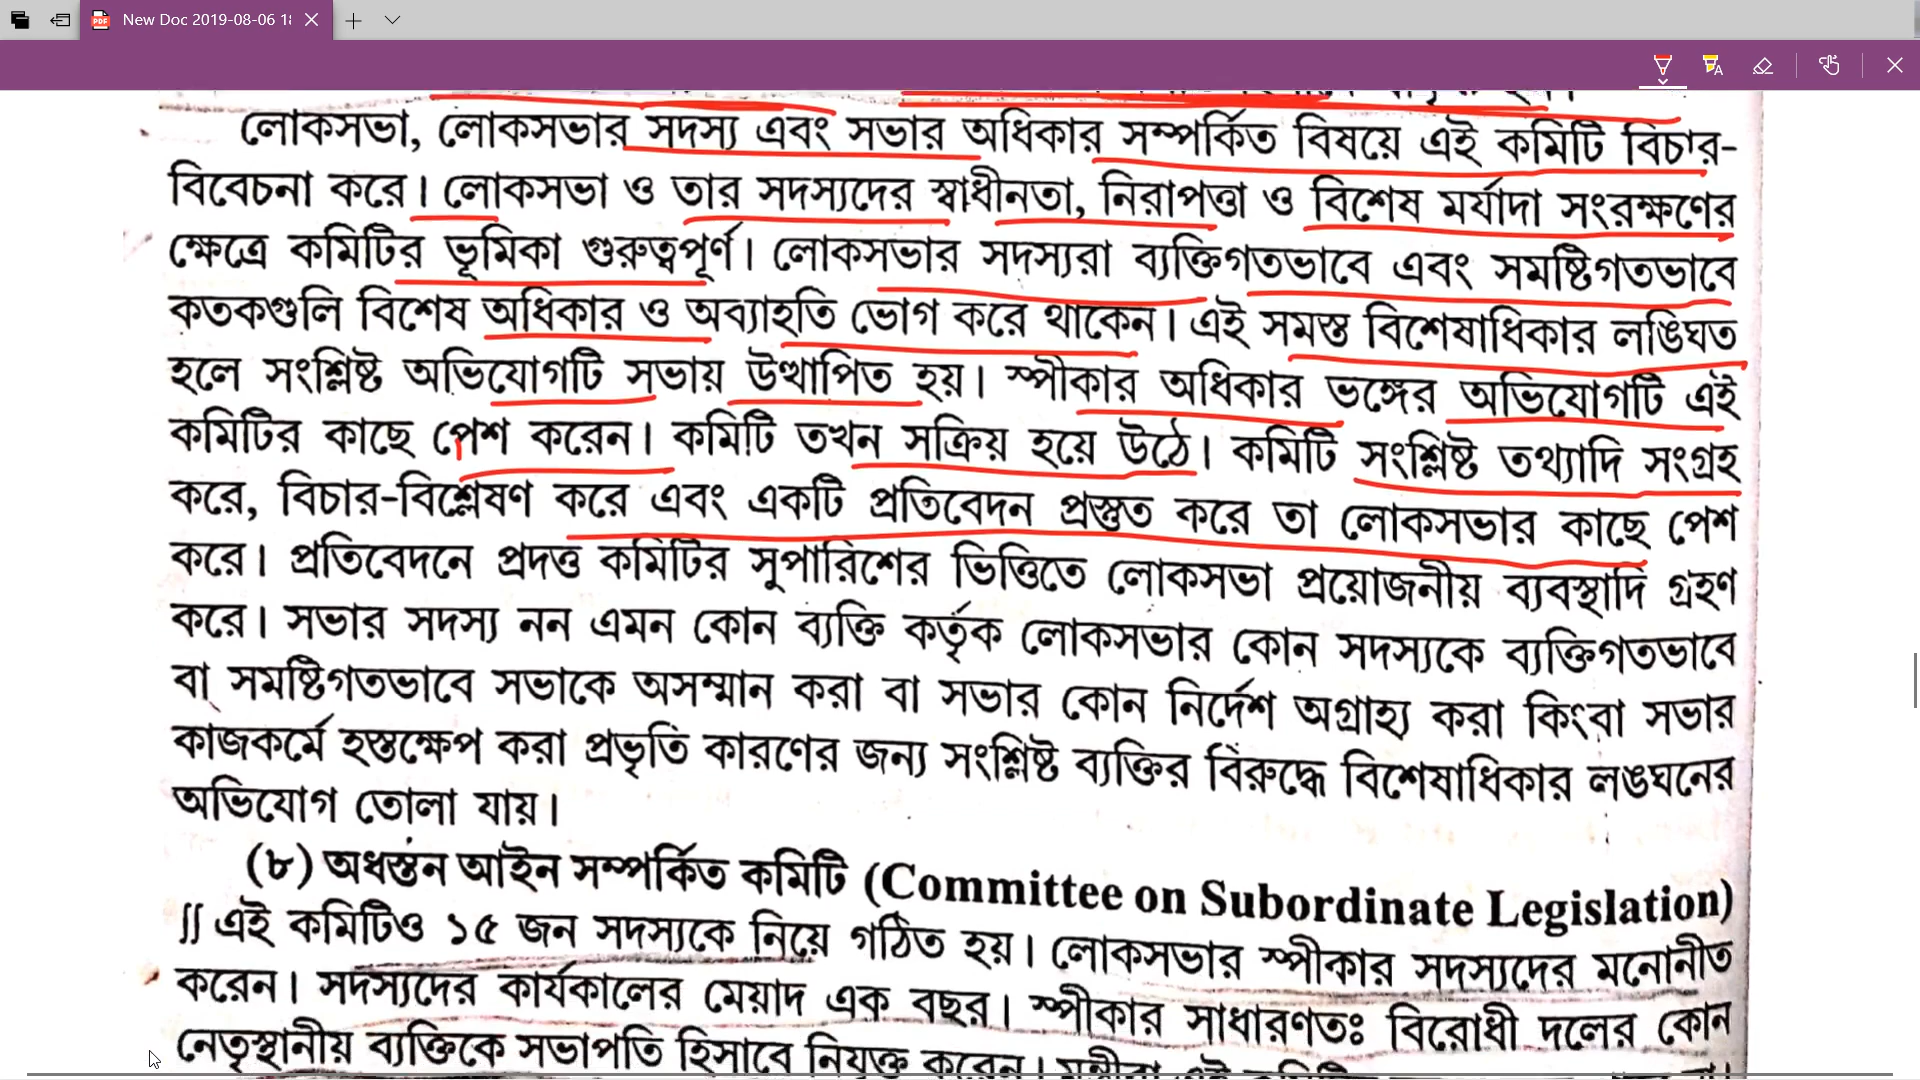 New Doc 2019-08-06 18
লোকসভা, লোকসভার সদস্য এবং সভার অধিকার সম্পর্কিত বিষয়ে এই কমিটি বিচার-
বিবেচনা করে। লোকসভা ও তার সদস্যদের স্বাধীনতা, নিরাপত্তা ও বিশেষ মর্যাদা সংরক্ষণের
ক্ষেত্রে কমিটির ভূমিকা গুরুত্বপূর্ণ। লোকসভার সদস্যরা ব্যক্তিগতভাবে এবং সমষ্টিগতভাবে
কতকগুলি বিশেষ অধিকার ও অব্যাহতি ভোগ করে থাকেন। এই সমস্ত বিশেষাধিকার লঙ্ঘিত
হলে সংশ্লিষ্ট অভিযোগটি সভায় উত্থাপিত হয়। স্পীকার অধিকার ভঙ্গের অভিযোগটি এই
কমিটির কাছে পেশ করেন। কমিটি তখন সক্রিয় হয়ে উঠে। কমিটি সংশ্লিষ্ট তথ্যাদি সংগ্রহ
করে, বিচার-বিশ্লেষণ করে এবং একটি প্রতিবেদন প্রস্তুত করে তা লোকসভার কাছে পেশ
করে। প্রতিবেদনে প্রদত্ত কমিটির সুপারিশের ভিত্তিতে লোকসভা প্রয়োজনীয় ব্যবস্থাদি গ্রহণ
করে। সভার সদস্য নন এমন কোন ব্যক্তি কর্তৃক লোকসভার কোন সদস্যকে ব্যক্তিগতভাবে
বা সমষ্টিগতভাবে সভাকে অসম্মান করা বা সভার কোন নির্দেশ অগ্রাহ্য করা কিংবা সভার
কাজকর্মে হস্তক্ষেপ করা প্রভৃতি কারণের জন্য সংশ্লিষ্ট ব্যক্তির বিরুদ্ধে বিশেষাধিকার লঙঘনের
অভিযোগ তোলা যায়।
(৮) অধস্তন আইন সম্পর্কিত কমিটি (Committee on Subordinate Legislation)
এই কমিটিও ১৫ জন সদস্যকে নিয়ে গঠিত হয়। লোকসভার স্পীকার সদস্যদের মনোনীত
করেন। সদস্যদের কার্যকালের মেয়াদ এক বছর। স্পীকার সাধারণতঃ বিরোধী দলের কোন
নেতৃস্থানীয় ব্যক্তিকে সভাপতি হিসাবে নিযুক্ত করেন। মন্ত্রীরা এই কমিটির